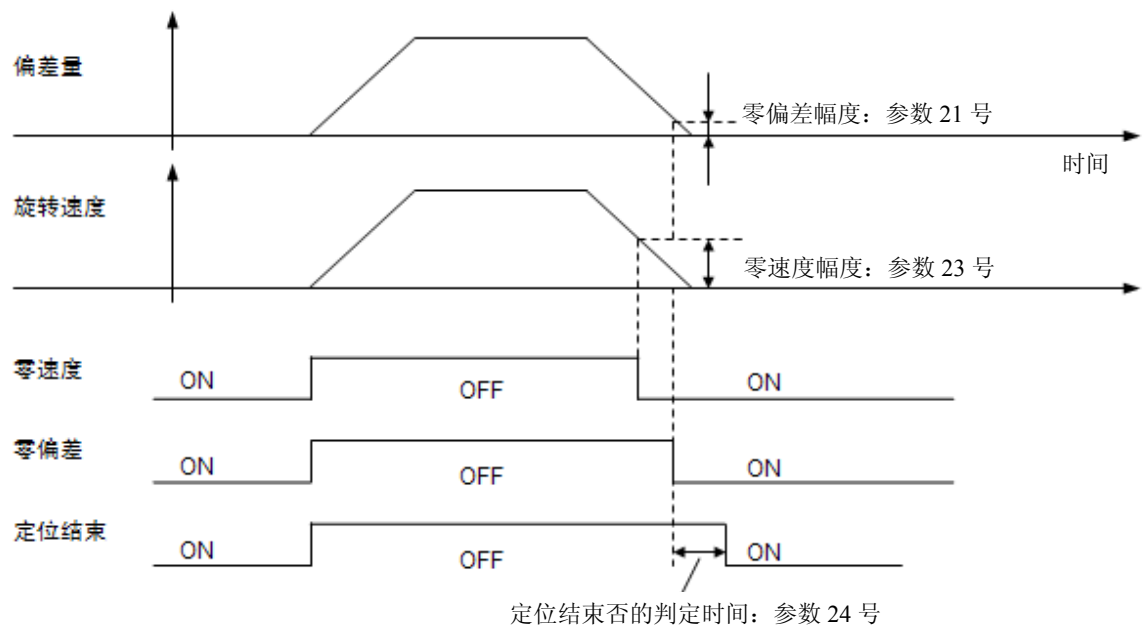 偏差量
零偏差幅度：参数 21 号
时间
旋转速度
零速度幅度：参数 23 号
零速度
ON
OFF
ON
零偏差
ON
OFF
ON
定位结束
ON
OFF
ON
定位结束否的判定时间：参数 24 号